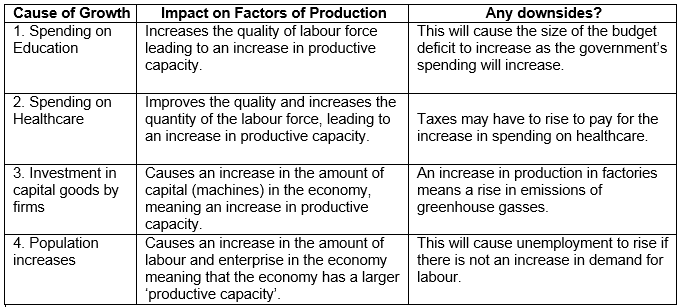 Cause of Growth Impact on Factors of Production Any downsides?
1. Spending on Education
Increases the quality of labour force
leading to an increase in productive
capacity.
This will cause the size of the budget
deficit to increase as the government's
spending will increase.
2. Spending on
Healthcare
Improves the quality and increases the
quantity of the labour force, leading to
an increase in productive capacity.
Taxes may have to rise to pay for the
increase in spending on healthcare.
3. Investment in
capital goods by
firms
Causes an increase in the amount of
capital (machines) in the economy,
meaning an increase in productive
capacity.
An increase in production in factories
means a rise in emissions of
greenhouse gasses.
4. Population
increases
Causes an increase in the amount of
labour and enterprise in the economy
meaning that the economy has a larger
'productive capacity'.
This will cause unemployment to rise if
there is not an increase in demand for
labour.